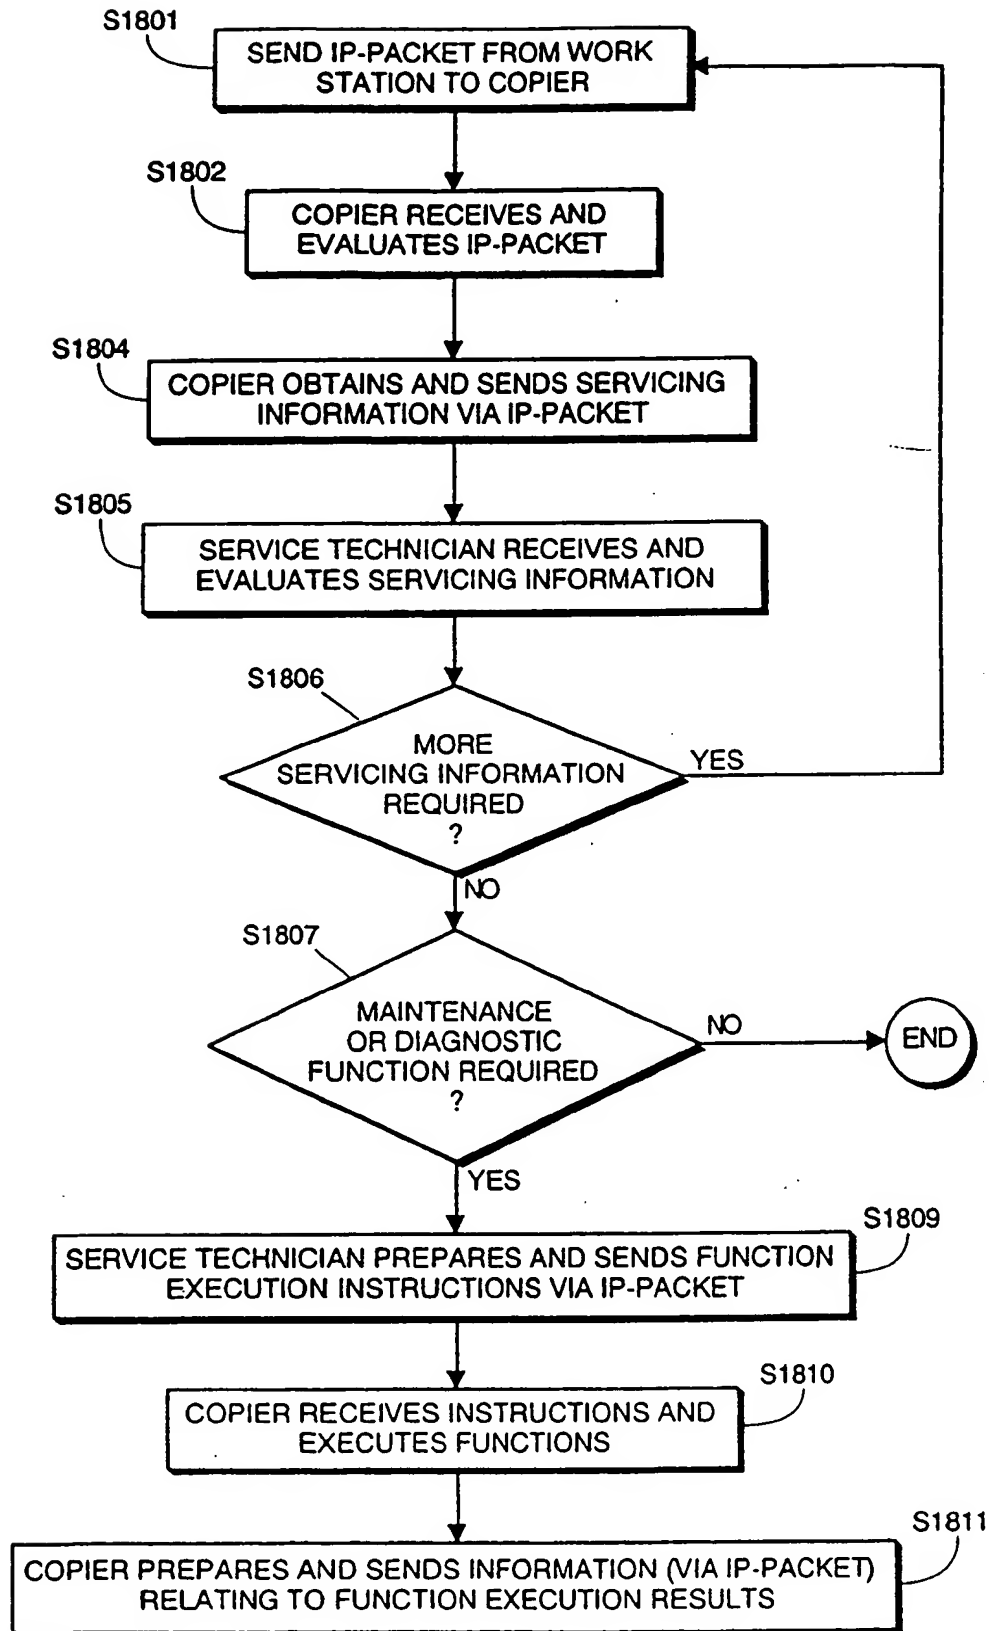 S1801
SEND IP-PACKET FROM WORK
STATION TO COPIER
S1802
COPIER RECEIVES AND
EVALUATES IP-PACKET
S1804
COPIER OBTAINS AND SENDS SERVICING
INFORMATION VIA IP-PACKET
S1805
SERVICE TECHNICIAN RECEIVES AND
EVALUATES SERVICING INFORMATION
S1806
MORE
SERVICING INFORMATION
REQUIRED
?
YES
NO
S1807
MAINTENANCE
OR DIAGNOSTIC
FUNCTION REQUIRED
?
NO
END
YES
S1809
SERVICE TECHNICIAN PREPARES AND SENDS FUNCTION
EXECUTION INSTRUCTIONS VIA IP-PACKET
S1810
COPIER RECEIVES INSTRUCTIONS AND
EXECUTES FUNCTIONS
S1811
COPIER PREPARES AND SENDS INFORMATION (VIA IP-PACKET)
RELATING TO FUNCTION EXECUTION RESULTS